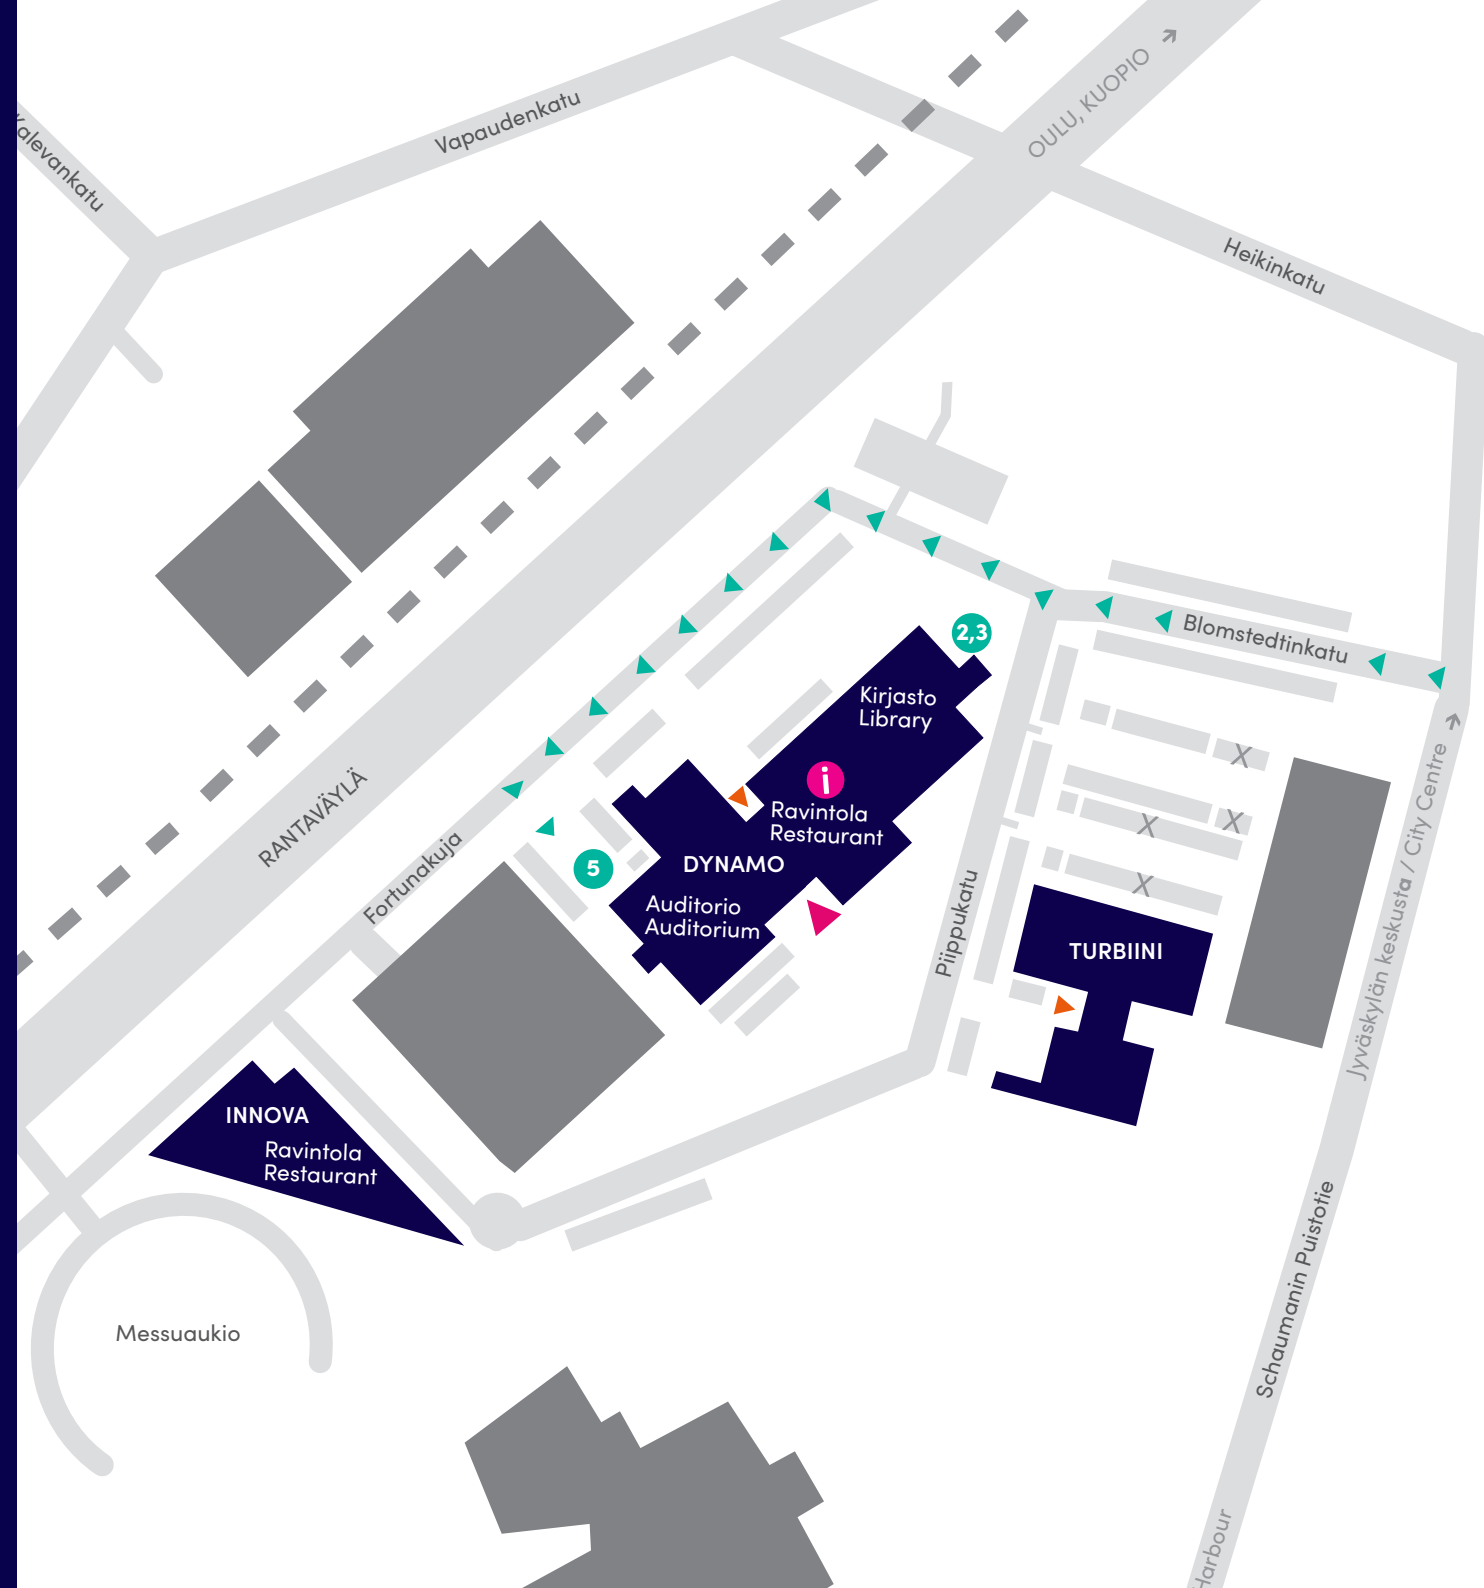 OULU, KUOPIO
Vapaudenkatu
Kalevankatu
Heikinkatu
Blomstedtinkatu
2,3
Kirjasto
Library
i
Ravintola
Restaurant
RANTAVÄYLÄ
X
X
X
X
Fortunakuja
5
DYNAMO
Auditorio
Auditorium
Piippukatu
TURBIINI
Jyväskylän keskusta / City Centre
INNOVA
Ravintola
Restaurant
Schaumanin Puistotie
Messuaukio
Harbour